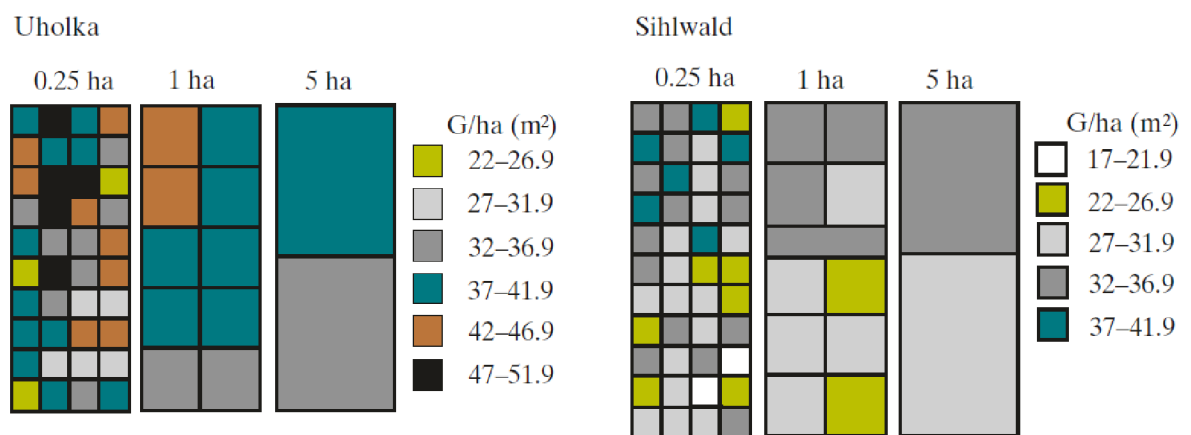 Uholka
0.25 ha 1 ha 5 ha
G/ha (m²)
22–26.9
27–31.9
32–36.9
37–41.9
42–46.9
47–51.9
Sihlwald
0.25 ha 1 ha 5 ha
G/ha (m²)
17–21.9
22–26.9
27–31.9
32–36.9
37–41.9